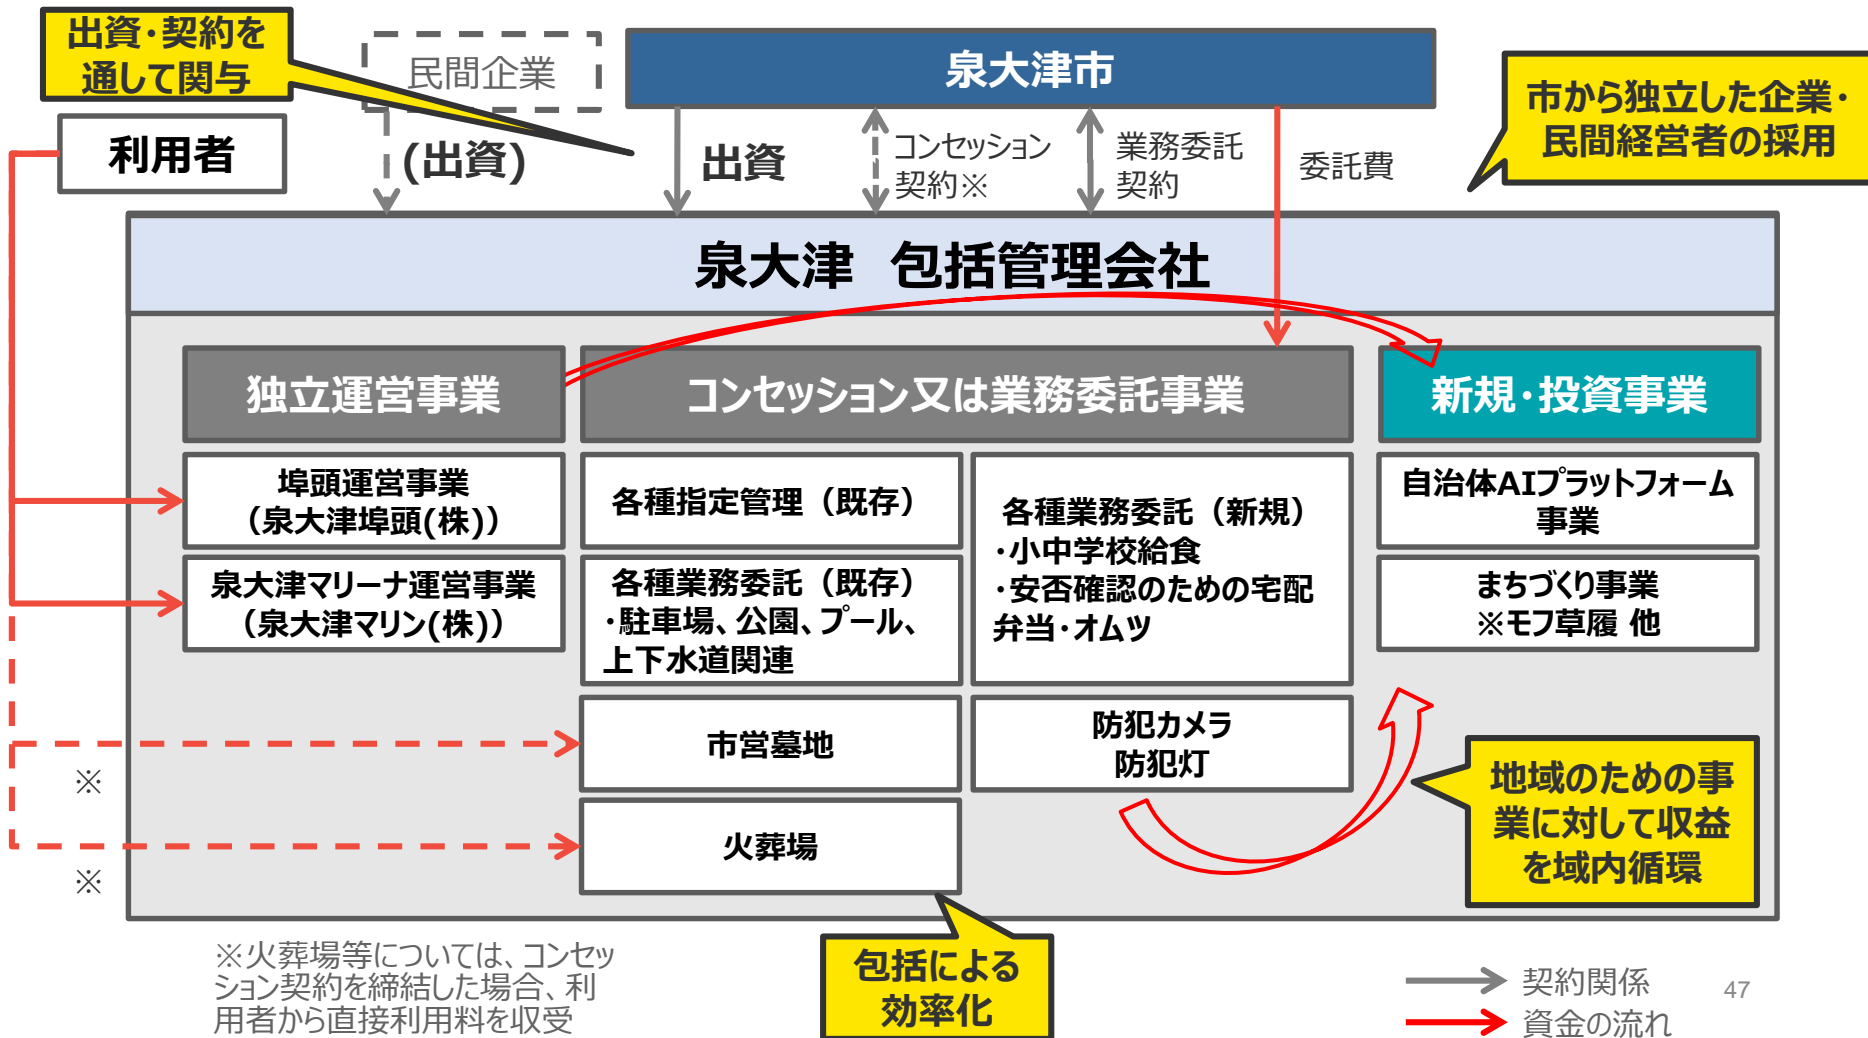 出資・契約を
通して関与
民間企業
泉大津市
市から独立した企業・
民間経営者の採用
利用者
(出資)
出資
コンセッション
契約※
業務委託
契約
委託費
泉大津 包括管理会社
独立運営事業
コンセッション又は業務委託事業
新規・投資事業
埠頭運営事業
（泉大津埠頭(株)）
泉大津マリーナ運営事業
（泉大津マリン(株)）
各種指定管理（既存）
各種業務委託（既存）
・駐車場、公園、プール、
上下水道関連
市営墓地
火葬場
各種業務委託（新規）
・小中学校給食
・安否確認のための宅配
弁当・オムツ
防犯カメラ
防犯灯
自治体AIプラットフォーム
事業
まちづくり事業
※モフ草履 他
地域のための事
業に対して収益
を域内循環
※
※
包括による
効率化
※火葬場等については、コンセッ
ション契約を締結した場合、利
用者から直接利用料を収受
契約関係
資金の流れ
47